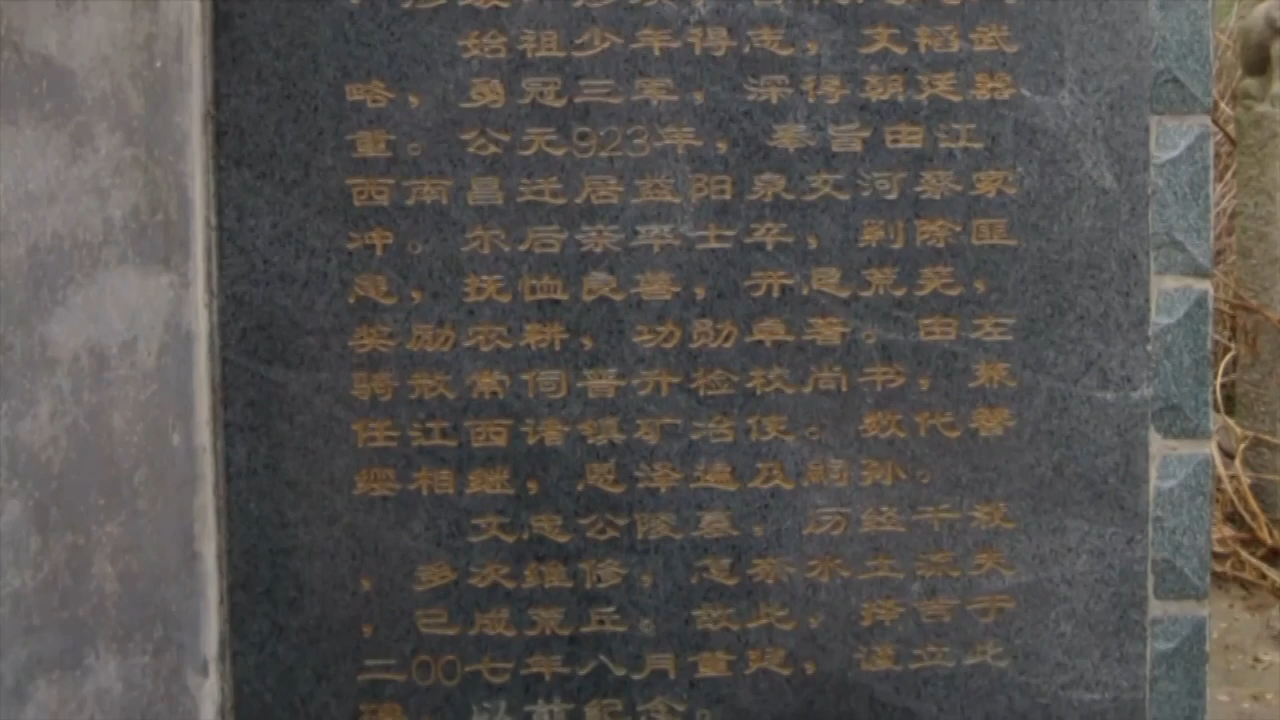 始祖少年得志，文韬武
略，勇冠三军，深得朝廷器
重。公元923年，奉旨由江
西南昌迁居益阳泉交河蔡家
冲。尔后亲率士卒，剿除匪
患，抚恤良善，开恳荒芜，
奖励农耕，功勋卓著。由左
骑散常侍晋升检校尚书，兼
任江西诸镇矿冶使。数代簪
缨相继，恩泽遍及嗣孙。
文忠公陵墓，历经千载
，多次维修，怎奈水土流失
，已成荒丘。故此，择吉于
二00七年八月重建，谨立此
碑，以前纪念。